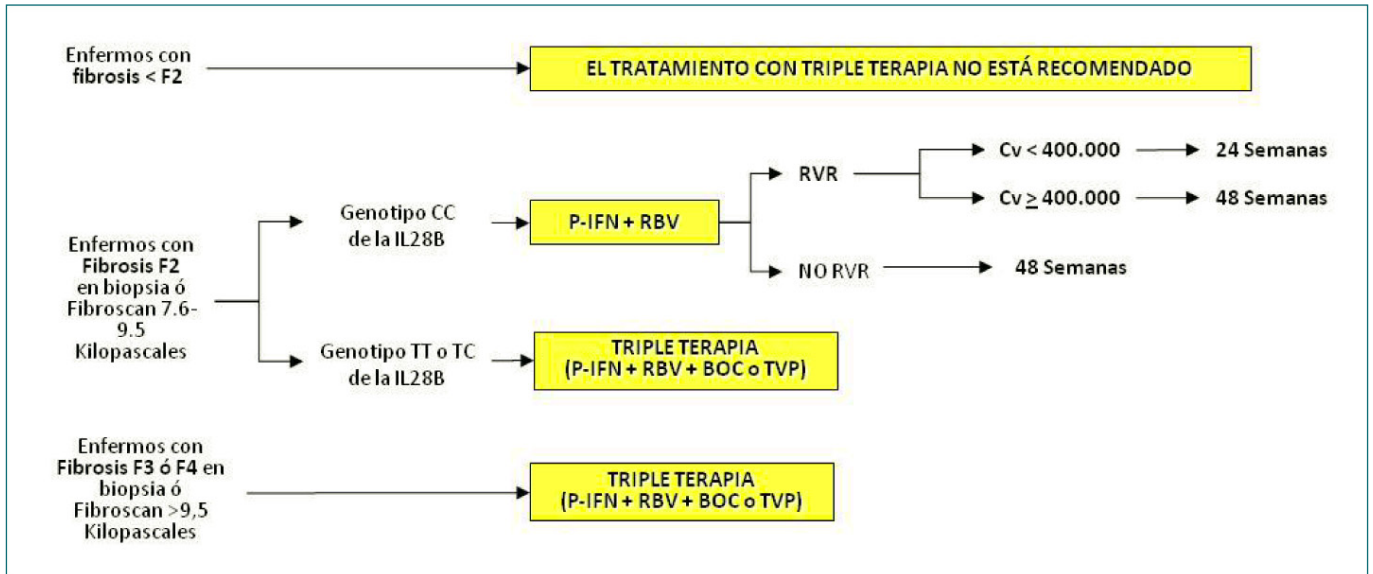 Enfermos con
fibrosis < F2
EL TRATAMIENTO CON TRIPLE TERAPIA NO ESTÁ RECOMENDADO
Enfermos con
Fibrosis F2
en biopsia ó
Fibroscan 7.6-
9.5
Kilopascales
Genotipo CC
de la IL28B
P-IFN + RBV
RVR
Cv < 400.000
24 Semanas
Cv ≥ 400.000
48 Semanas
NO RVR
48 Semanas
Genotipo TT o TC
de la IL28B
TRIPLE TERAPIA
(P-IFN + RBV + BOC o TVP)
Enfermos con
Fibrosis F3 ó F4 en
biopsia ó
Fibroscan >9,5
Kilopascales
TRIPLE TERAPIA
(P-IFN + RBV + BOC o TVP)